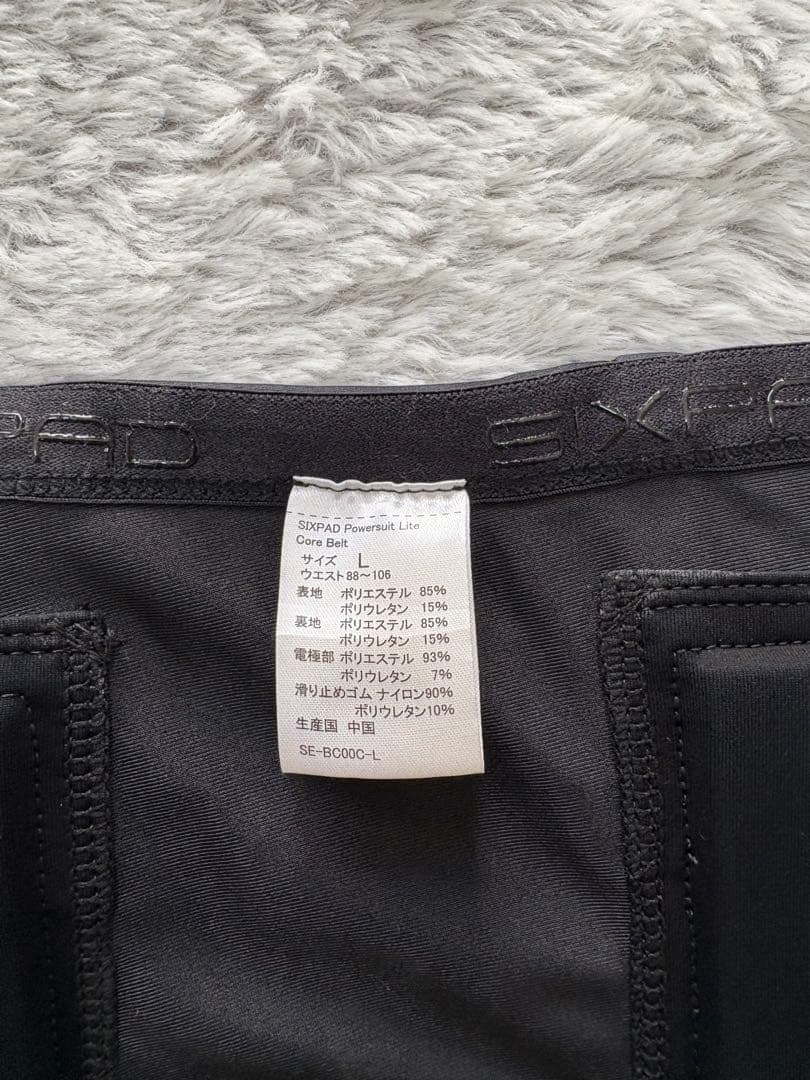 PAD
SIXPA
SIXPAD Powersuit Lite
Core Belt
サイズ L
ウエスト88～106
表地 ポリエステル 85%
ポリウレタン 15%
裏地 ポリエステル 85%
ポリウレタン 15%
電極部 ポリエステル 93%
ポリウレタン 7%
滑り止めゴム ナイロン90%
ポリウレタン10%
生産国 中国
SE-BC00C-L